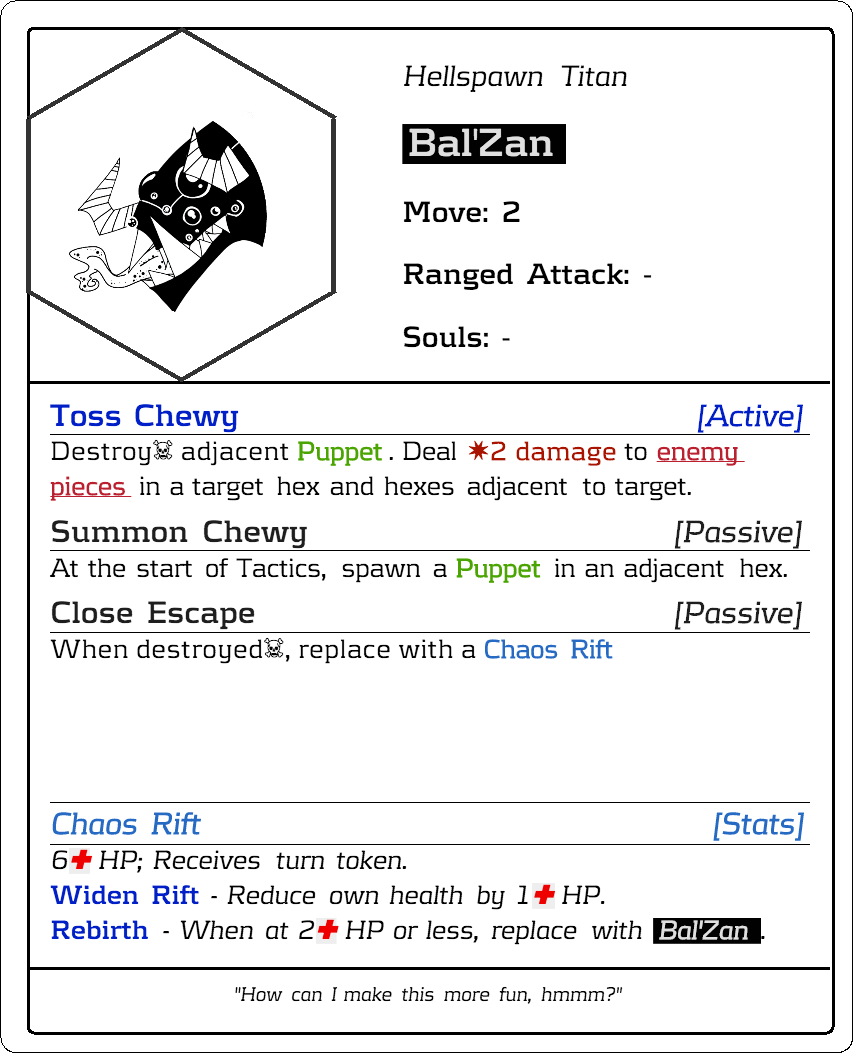 Hellspawn Titan
Bal'Zan
Move: 2
Ranged Attack: -
Souls: -
Toss Chewy [Active]
Destroy☠ adjacent Puppet . Deal ✷2 damage to enemy
pieces in a target hex and hexes adjacent to target.
Summon Chewy [Passive]
At the start of Tactics, spawn a Puppet in an adjacent hex.
Close Escape [Passive]
When destroyed☠, replace with a Chaos Rift
Chaos Rift [Stats]
6✚ HP; Receives turn token.
Widen Rift - Reduce own health by 1✚ HP.
Rebirth - When at 2✚ HP or less, replace with Bal'Zan .
"How can I make this more fun, hmmm?"